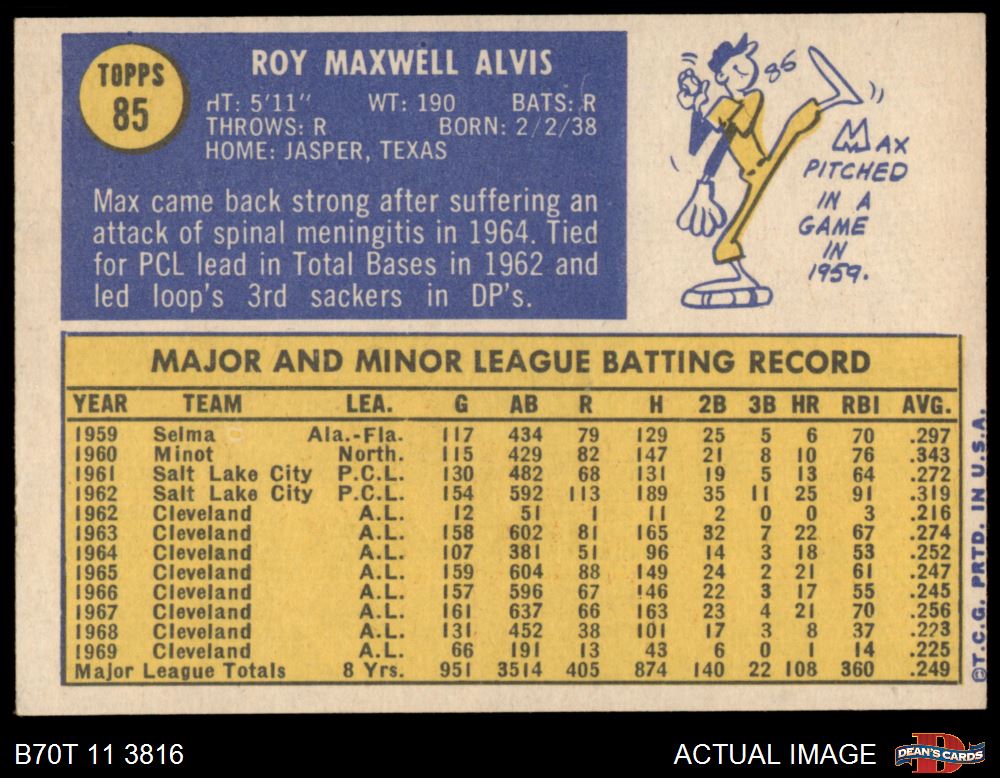 TOPPS
85
ROY MAXWELL ALVIS
HT: 5'11" WT: 190 BATS: R
THROWS: R BORN: 2/2/38
HOME: JASPER, TEXAS
Max came back strong after suffering an
attack of spinal meningitis in 1964. Tied
for PCL lead in Total Bases in 1962 and
led loop's 3rd sackers in DP's.
85
MAX
PITCHED
IN A
GAME
IN
1959.
MAJOR AND MINOR LEAGUE BATTING RECORD
YEAR TEAM LEA. G AB R H 2B 3B HR RBI AVG.
1959 Selma Ala.-Fla. 117 434 79 129 25 5 6 70 .297
1960 Minot North. 115 429 82 147 21 8 10 76 .343
1961 Salt Lake City P.C.L. 130 482 68 131 19 5 13 64 .272
1962 Salt Lake City P.C.L. 154 592 113 189 35 11 25 91 .319
1962 Cleveland A.L. 12 51 1 11 2 0 0 3 .216
1963 Cleveland A.L. 158 602 81 165 32 7 22 67 .274
1964 Cleveland A.L. 107 381 51 96 14 3 18 53 .252
1965 Cleveland A.L. 159 604 88 149 24 2 21 61 .247
1966 Cleveland A.L. 157 596 67 146 22 3 17 55 .245
1967 Cleveland A.L. 161 637 66 163 23 4 21 70 .256
1968 Cleveland A.L. 131 452 38 101 17 3 8 37 .223
1969 Cleveland A.L. 66 191 13 43 6 0 1 14 .225
Major League Totals 8 Yrs. 951 3514 405 874 140 22 108 360 .249
©T.C.G. PRTD. IN U.S.A.
B70T 11 3816
ACTUAL IMAGE
DEAN'S CARDS